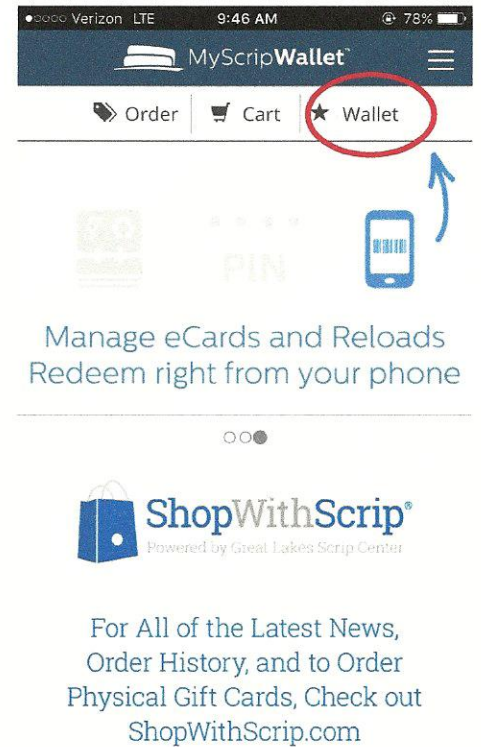 Verizon LTE 9:46 AM 78%
MyScripWallet™
Order Cart Wallet
PIN
Manage eCards and Reloads
Redeem right from your phone
ShopWithScrip®
Powered by Great Lakes Scrip Center
For All of the Latest News,
Order History, and to Order
Physical Gift Cards, Check out
ShopWithScrip.com